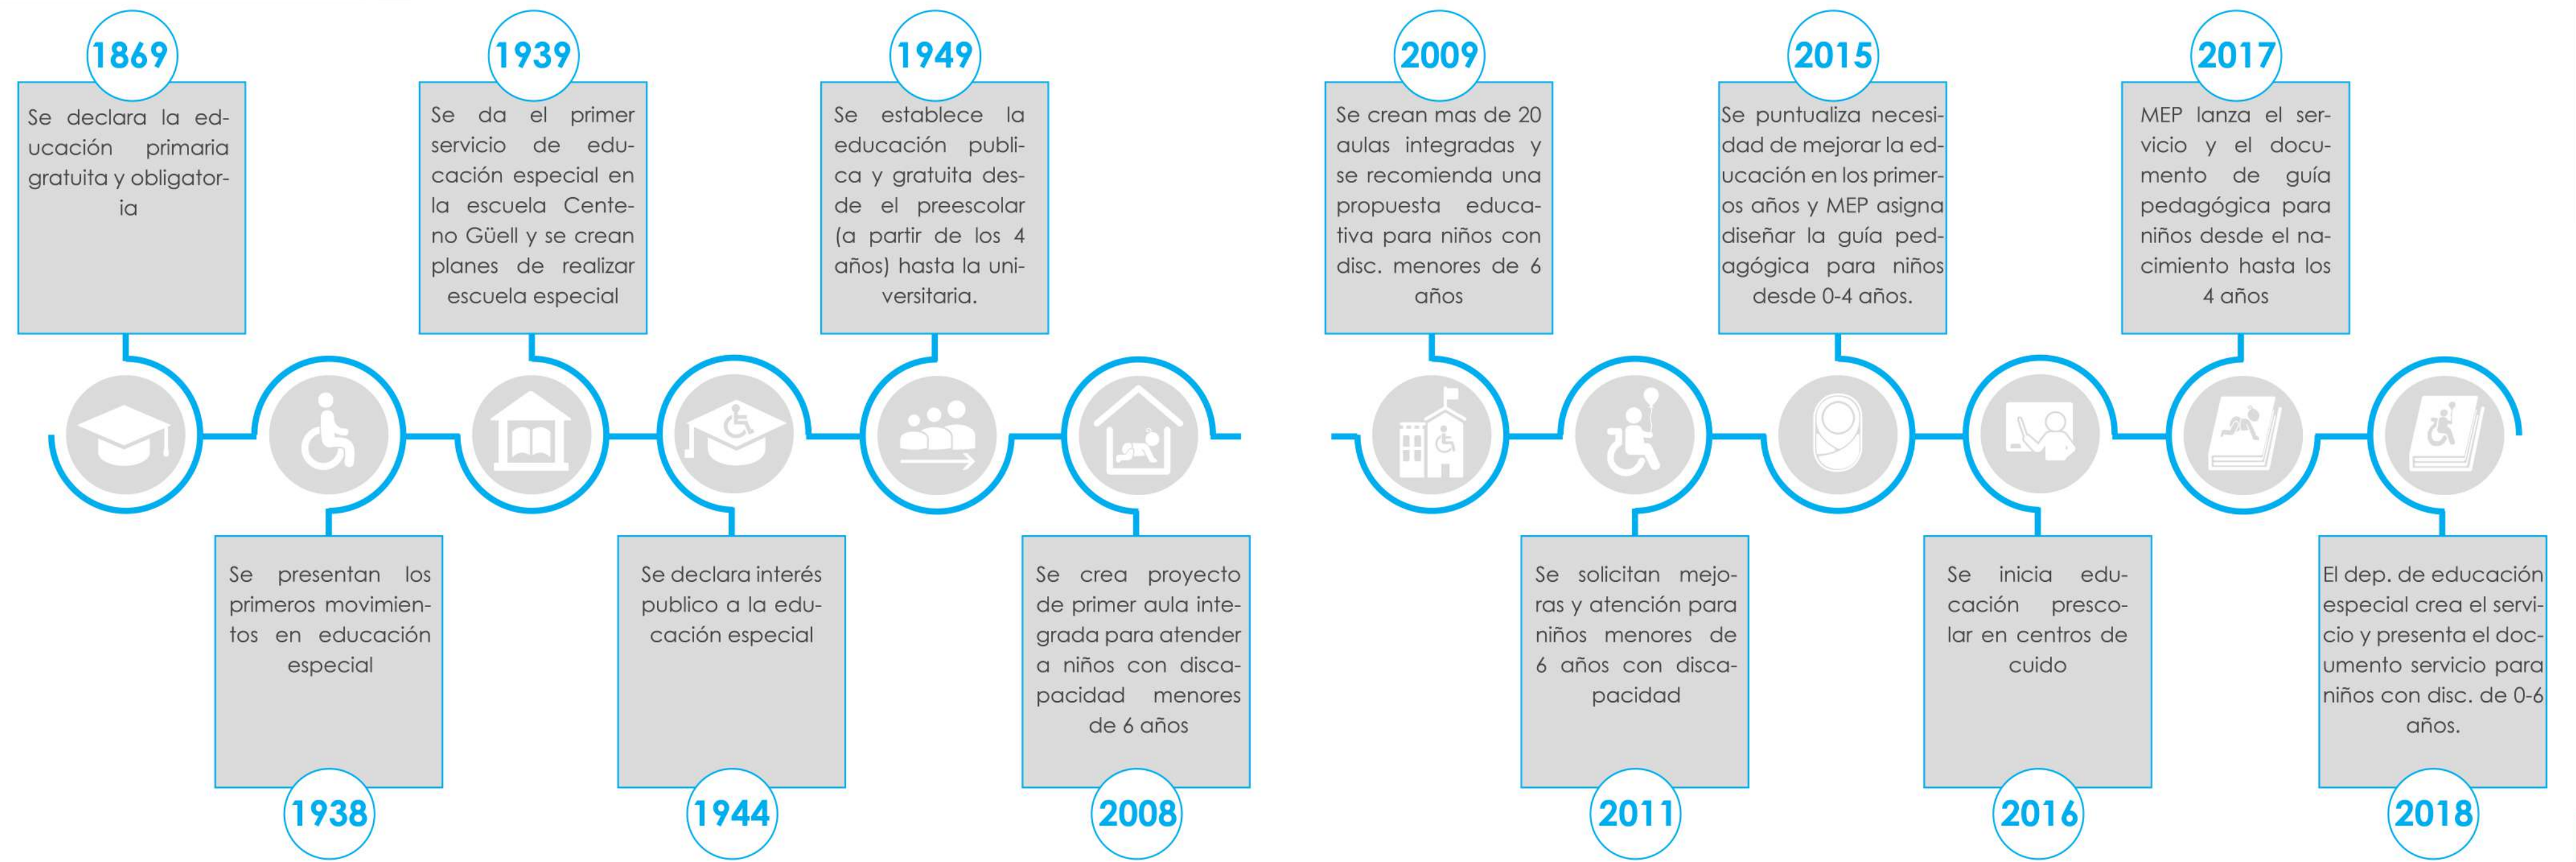 1869
Se declara la ed-
ucación primaria
gratuita y obligator-
ia
Se presentan los
primeros movimien-
tos en educación
especial
1938
1939
Se da el primer
servicio de edu-
cación especial en
la escuela Cente-
no Güell y se crean
planes de realizar
escuela especial
Se declara interés
publico a la edu-
cación especial
1944
1949
Se establece la
educación publi-
ca y gratuita des-
de el preescolar
(a partir de los 4
años) hasta la uni-
versitaria.
Se crea proyecto
de primer aula inte-
grada para atender
a niños con disca-
pacidad menores
de 6 años
2008
2009
Se crean mas de 20
aulas integradas y
se recomienda una
propuesta educa-
tiva para niños con
disc. menores de 6
años
Se solicitan mejo-
ras y atención para
niños menores de
6 años con disca-
pacidad
2011
2015
Se puntualiza necesi-
dad de mejorar la ed-
ucación en los primer-
os años y MEP asigna
diseñar la guía ped-
agógica para niños
desde 0-4 años.
Se inicia edu-
cación presco-
lar en centros de
cuido
2016
2017
MEP lanza el ser-
vicio y el docu-
mento de guía
pedagógica para
niños desde el na-
cimiento hasta los
4 años
El dep. de educación
especial crea el servi-
cio y presenta el doc-
umento servicio para
niños con disc. de 0-6
años.
2018